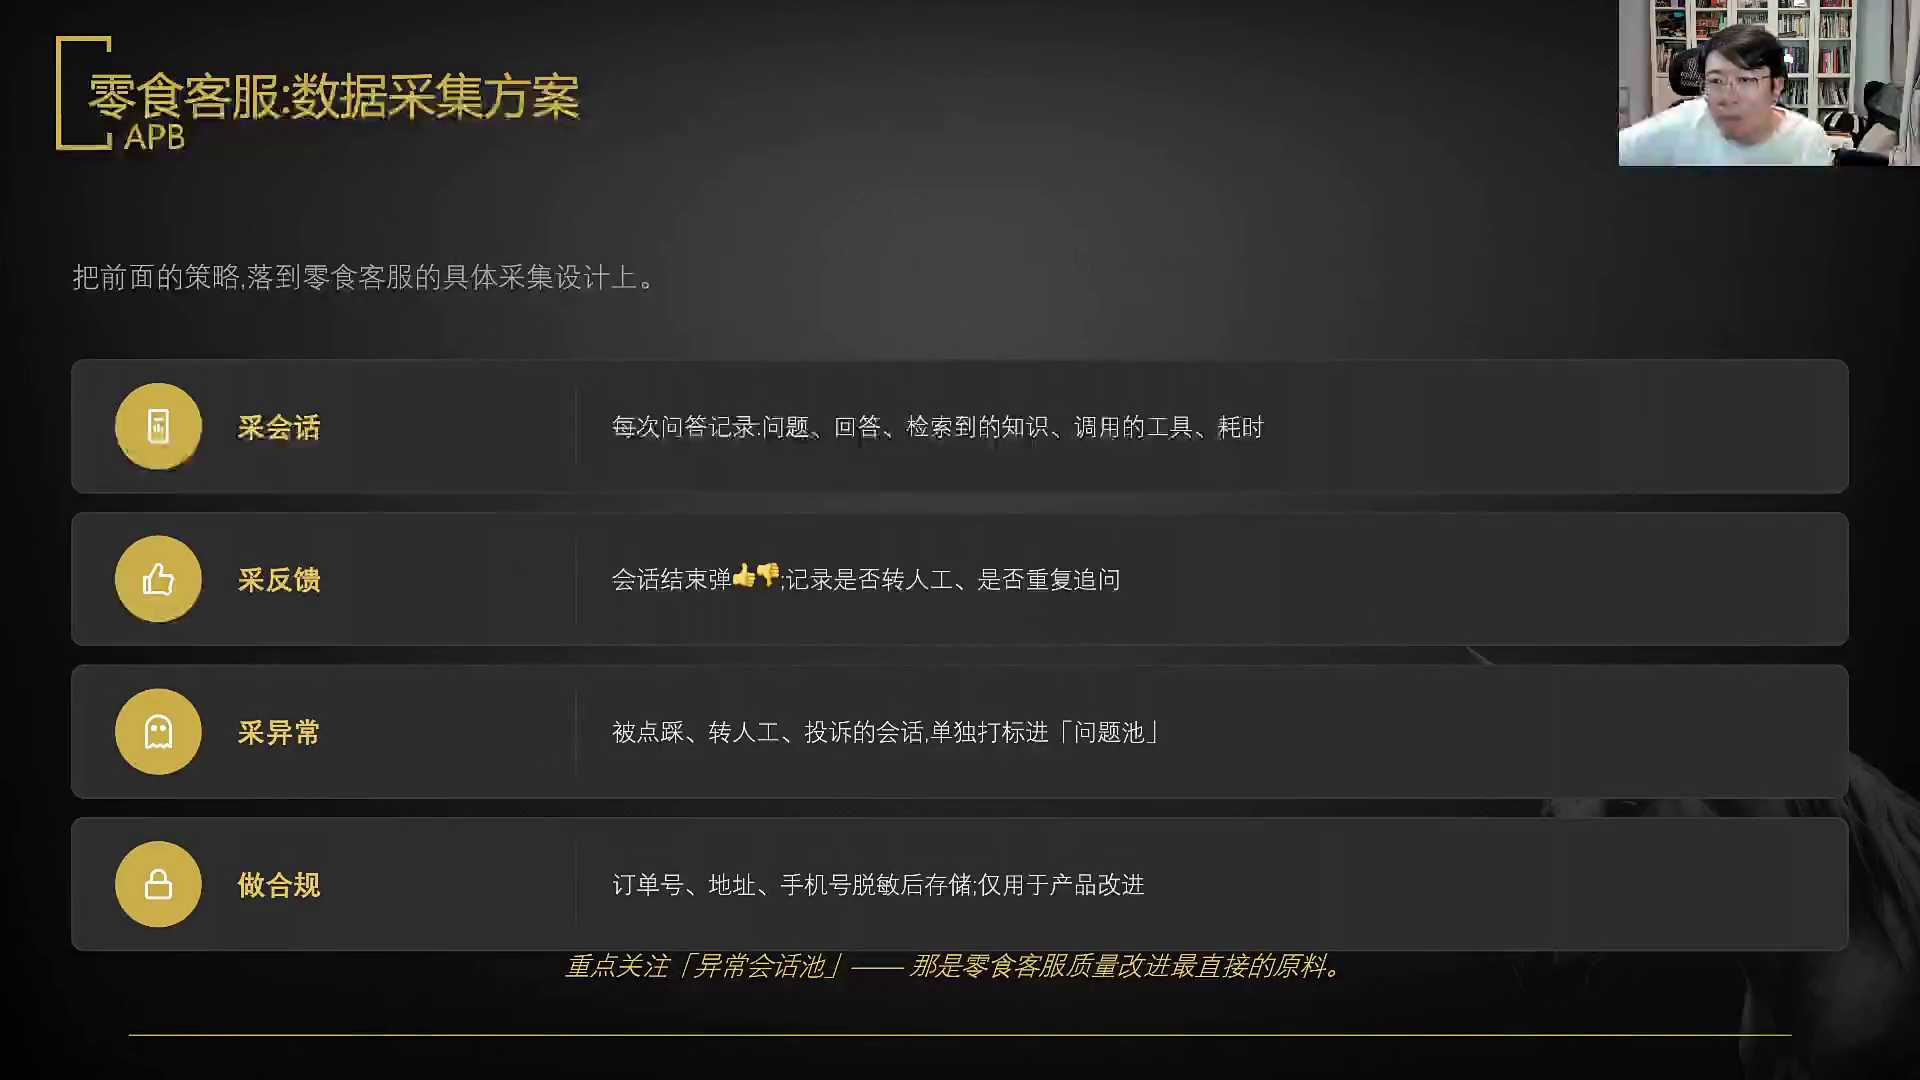 零食客服:数据采集方案
APB
把前面的策略,落到零食客服的具体采集设计上。
采会话
每次问答记录:问题、回答、检索到的知识、调用的工具、耗时
采反馈
会话结束弹👍👎;记录是否转人工、是否重复追问
采异常
被点踩、转人工、投诉的会话,单独打标进「问题池」
做合规
订单号、地址、手机号脱敏后存储;仅用于产品改进
重点关注「异常会话池」—— 那是零食客服质量改进最直接的原料。